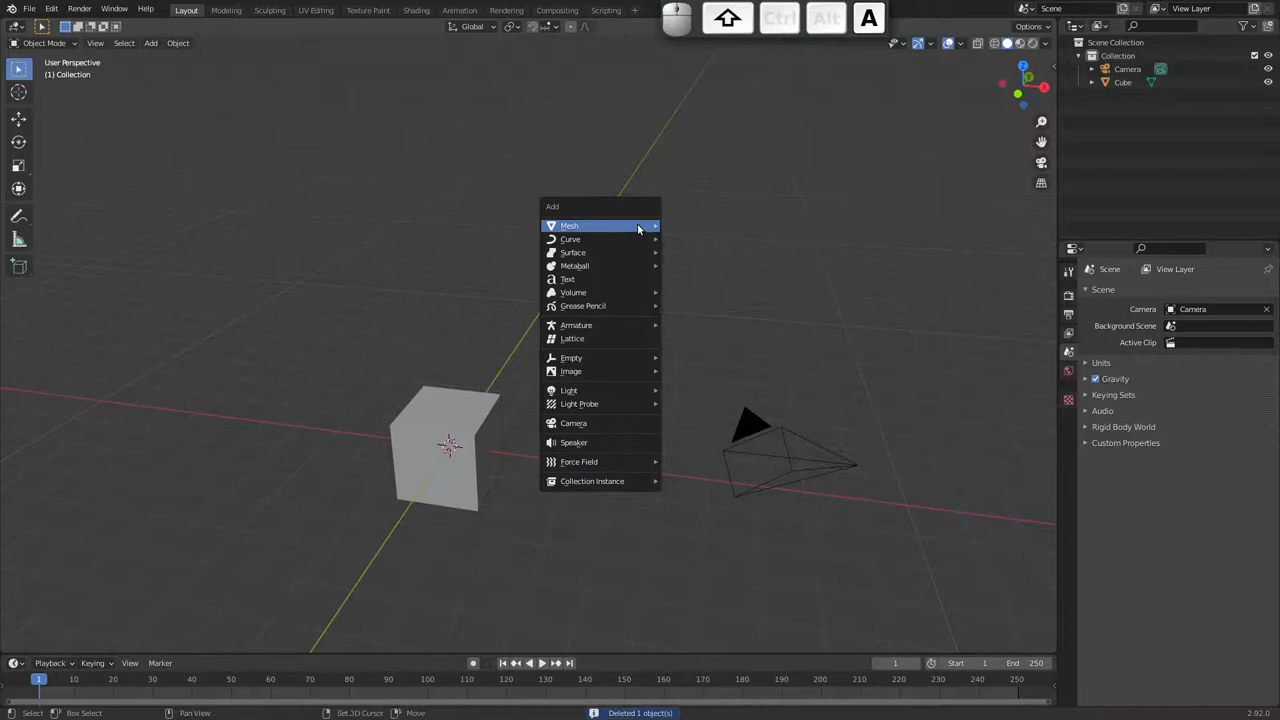 File Edit Render Window Help
Layout Modeling Sculpting UV Editing Texture Paint Shading Animation Rendering Compositing Scripting
Ctrl Alt A
Scene View Layer
Object Mode View Select Add Object
Global
Options
User Perspective
(1) Collection
Z
Y
X
Scene Collection
Collection
Camera
Cube
Add
Mesh
Curve
Surface
Metaball
Text
Volume
Grease Pencil
Armature
Lattice
Empty
Image
Light
Light Probe
Camera
Speaker
Force Field
Collection Instance
Scene View Layer
Scene
Camera Camera
Background Scene
Active Clip
Units
Gravity
Keying Sets
Audio
Rigid Body World
Custom Properties
Playback Keying View Marker
1 Start 1 End 250
1 10 20 30 40 50 60 70 80 90 100 110 120 130 140 150 160 170 180 190 200 210 220 230 240 250
Select Box Select Pan View Set 3D Cursor Move Deleted 1 object(s) 2.92.0